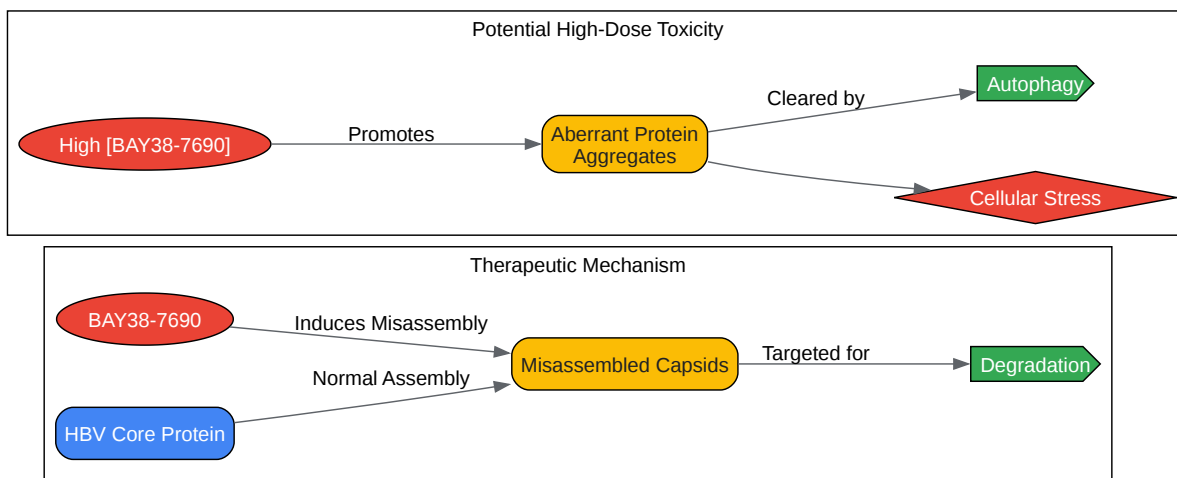 Potential High-Dose Toxicity
High [BAY38-7690]
Promotes
Aberrant Protein
Aggregates
Cleared by
Autophagy
Cellular Stress
Therapeutic Mechanism
BAY38-7690
Induces Misassembly
HBV Core Protein
Normal Assembly
Misassembled Capsids
Targeted for
Degradation